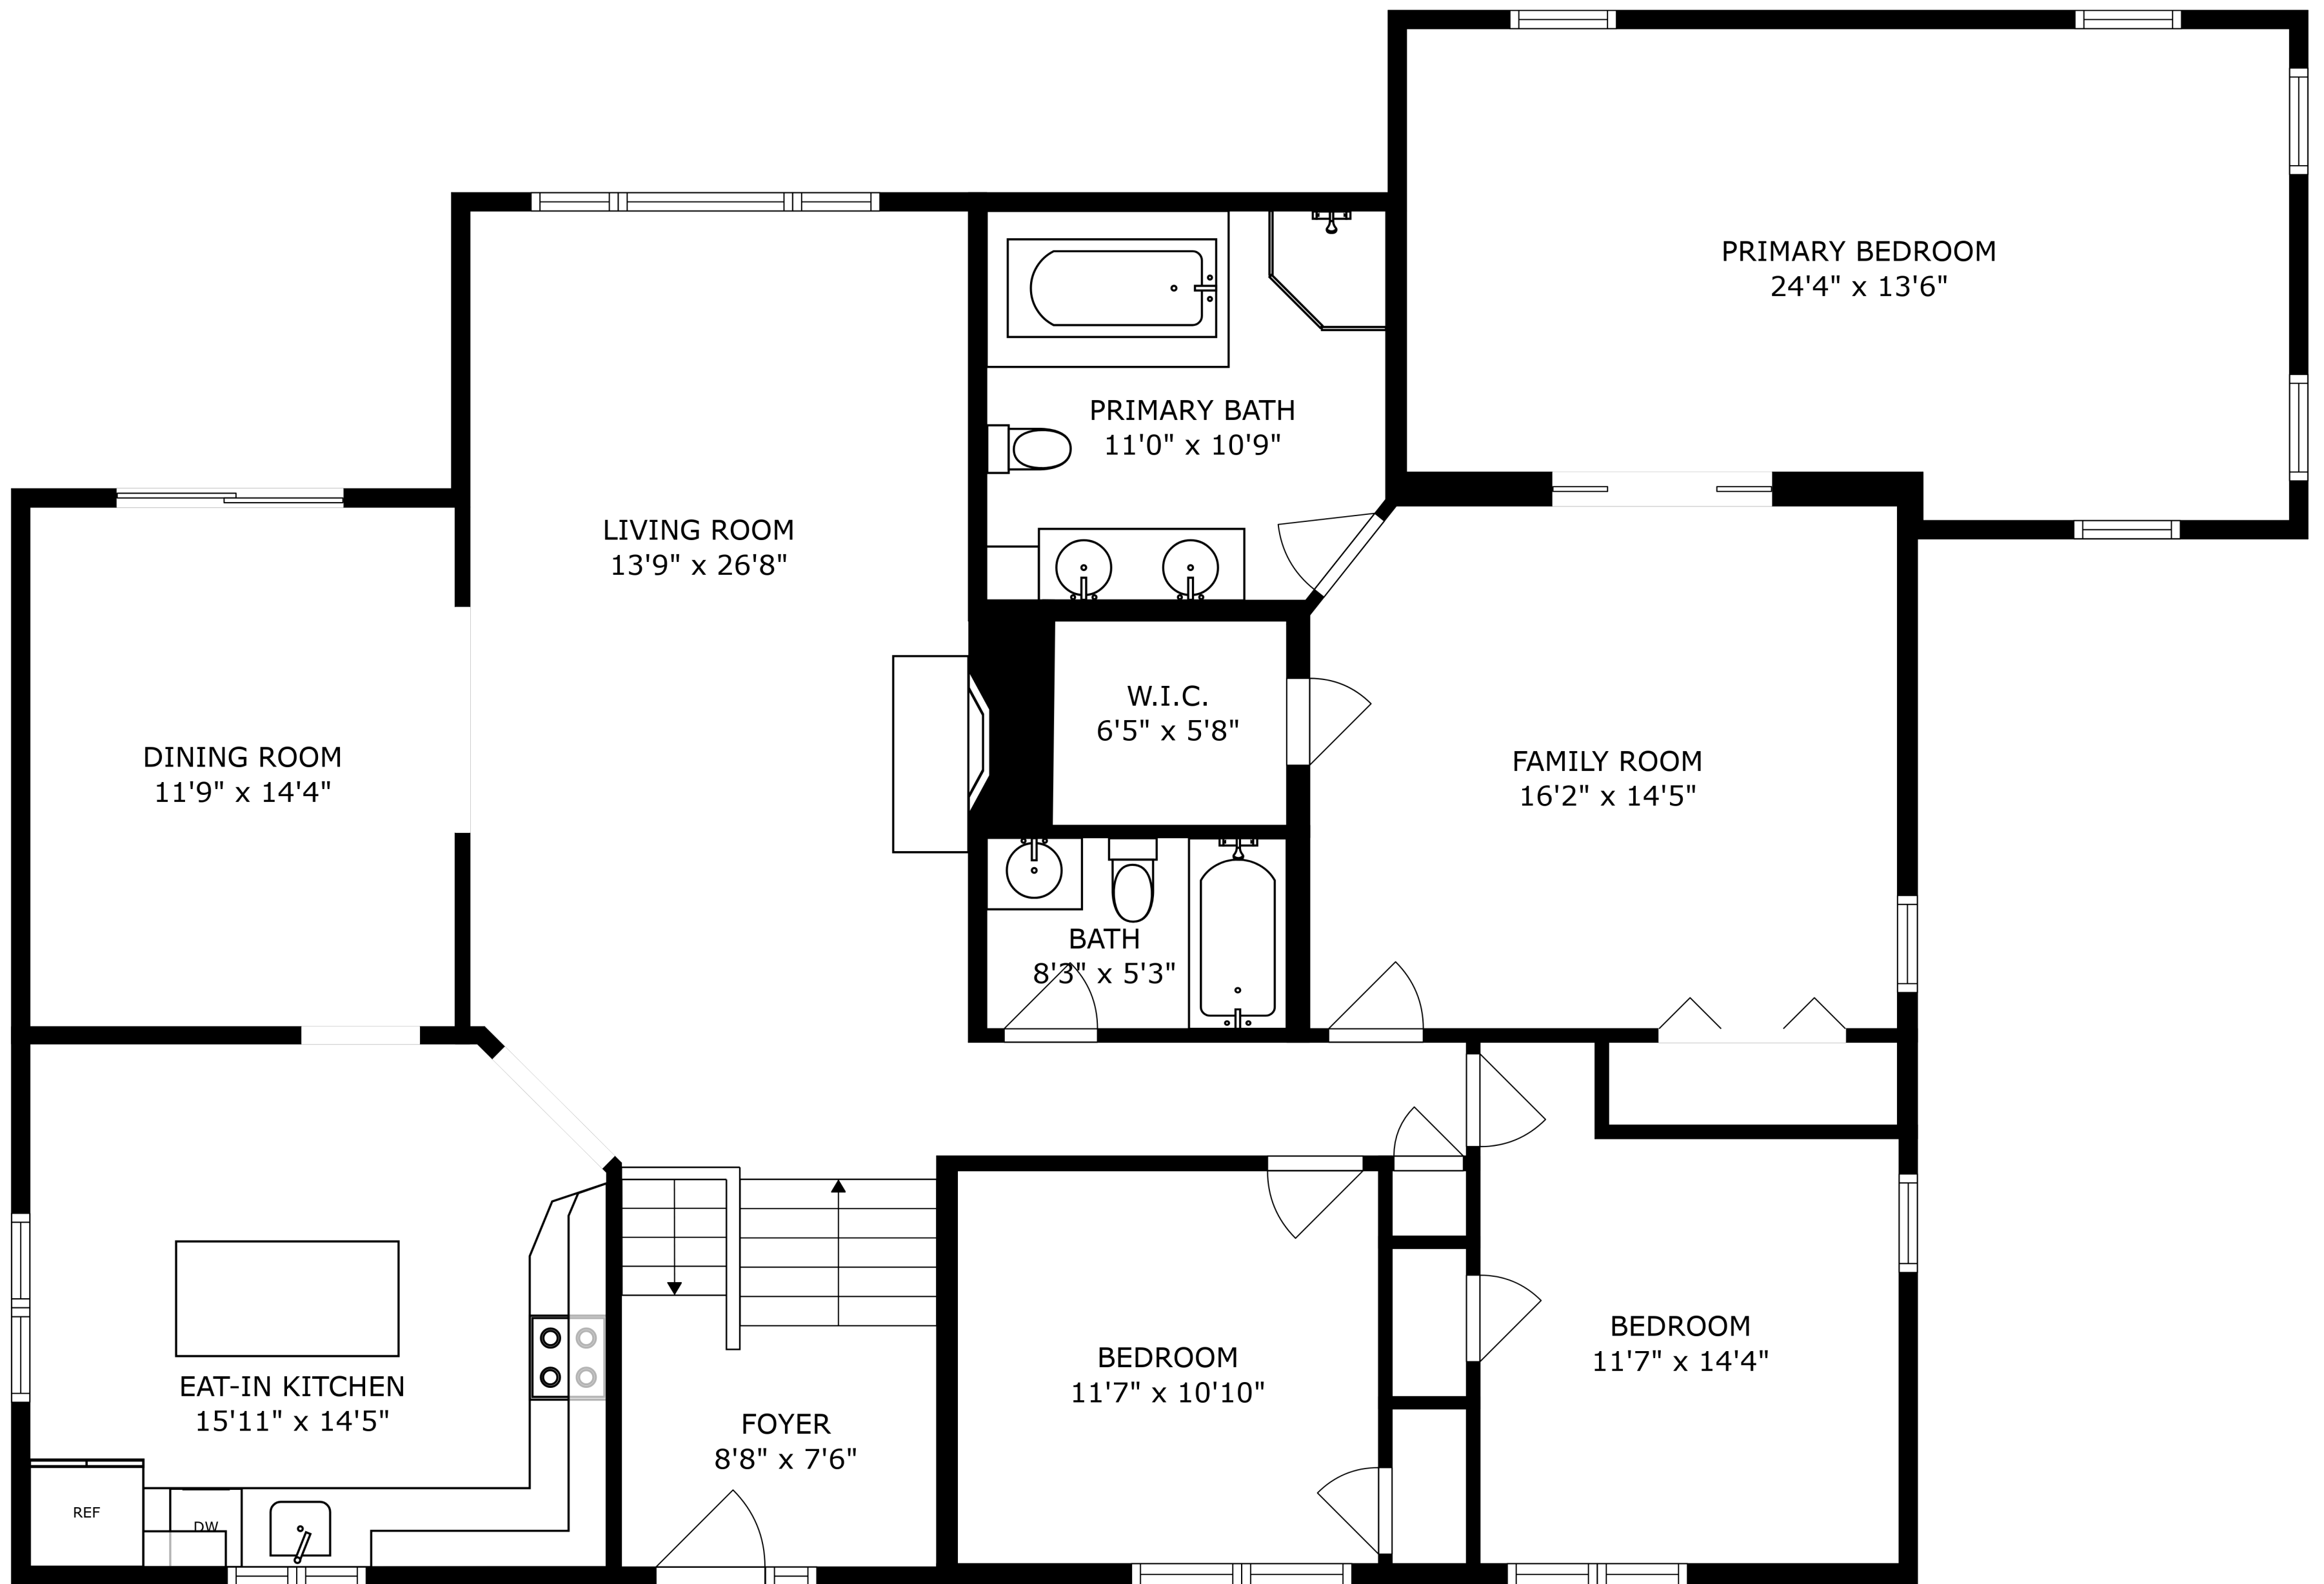 PRIMARY BEDROOM
24'4" x 13'6"
PRIMARY BATH
11'0" x 10'9"
LIVING ROOM
13'9" x 26'8"
W.I.C.
6'5" x 5'8"
DINING ROOM
11'9" x 14'4"
FAMILY ROOM
16'2" x 14'5"
BATH
8'3" x 5'3"
BEDROOM
11'7" x 14'4"
BEDROOM
11'7" x 10'10"
EAT-IN KITCHEN
15'11" x 14'5"
FOYER
8'8" x 7'6"
REF
DW